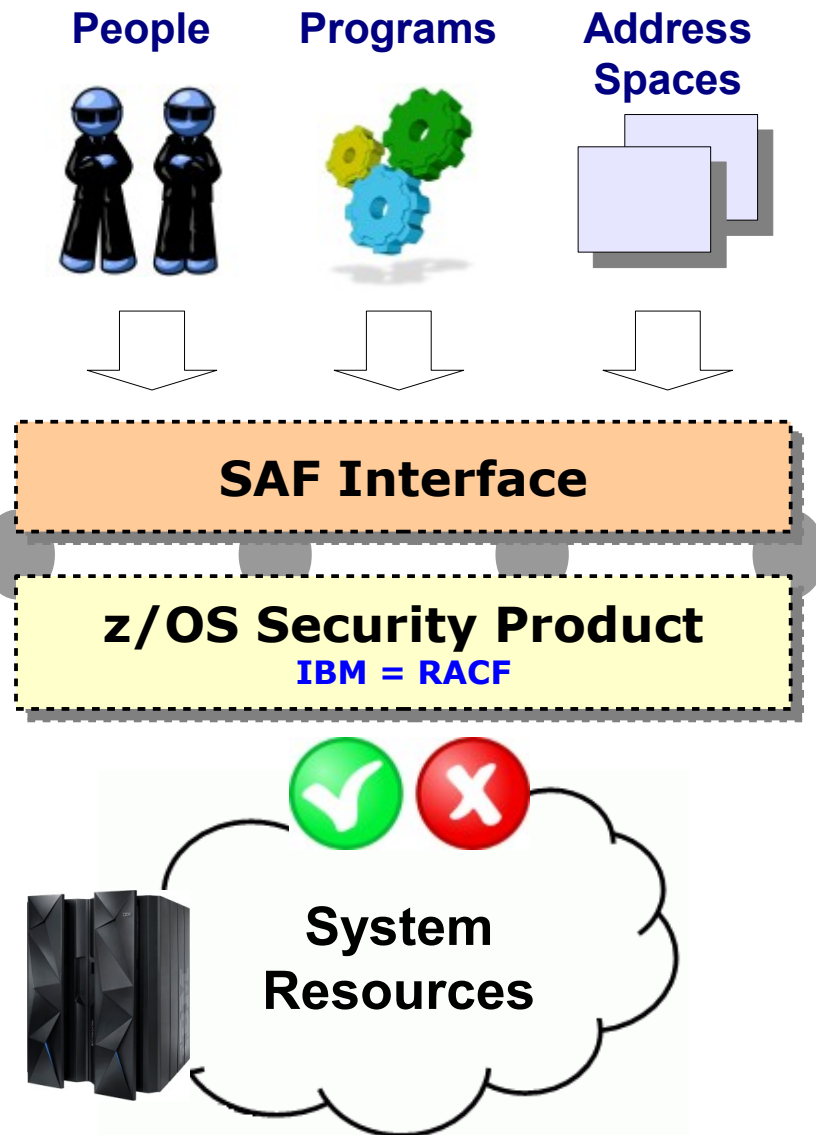 People
Programs
Address
Spaces
SAF Interface
z/OS Security Product
IBM = RACF
System
Resources